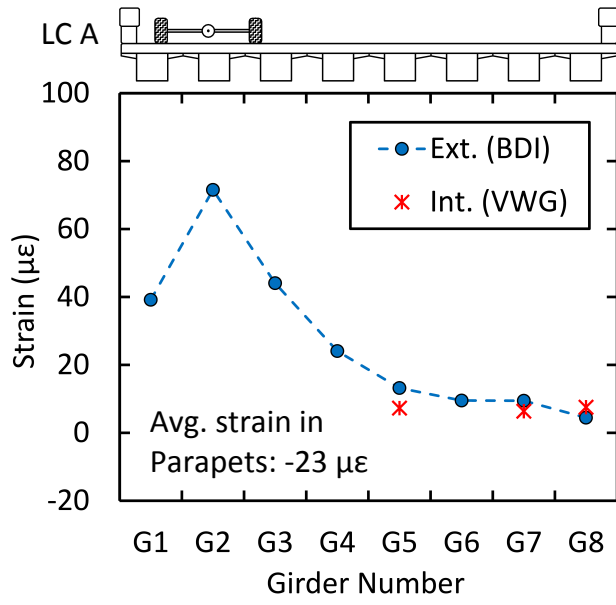 LC A
100
80
60
40
20
0
-20
Strain (με)
Ext. (BDI)
Int. (VWG)
Avg. strain in
Parapets: -23 με
G1 G2 G3 G4 G5 G6 G7 G8
Girder Number